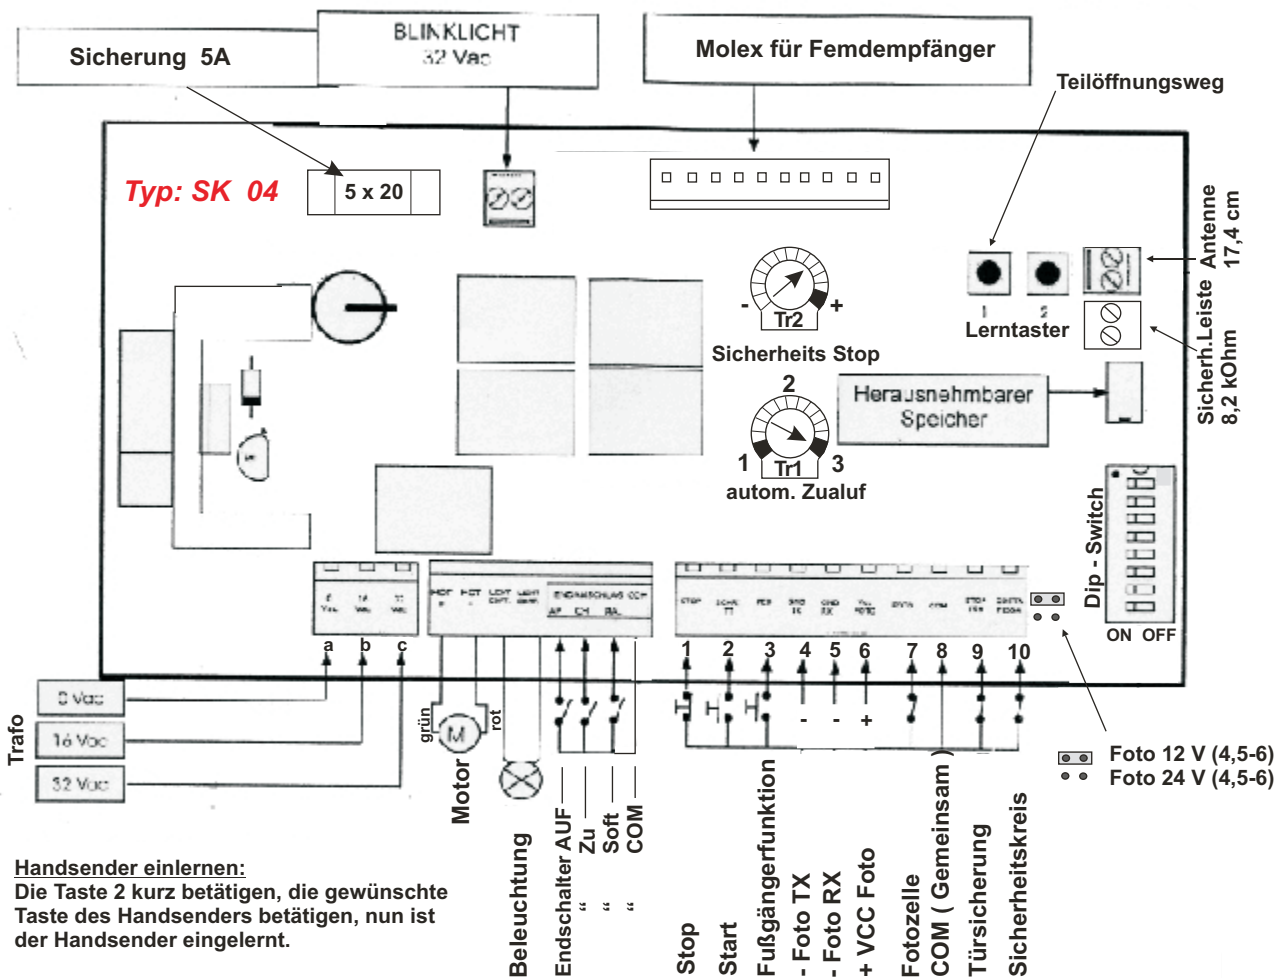 Sicherung 5A
BLINKLICHT
32 Vac
Molex für Femdempfänger
Teilöffnungsweg
Typ: SK 04
5 x 20
Antenne
17,4 cm
Sicherh.Leiste
8,2 kOhm
- Tr2 +
Sicherheits Stop
1 2
Lerntaster
2
1 Tr1 3
autom. Zualuf
Herausnehmbarer
Speicher
Dip - Switch
ON OFF
a b c
1 2 3 4 5 6 7 8 9 10
STOP
COM
Trafo
0 Vac
16 Vac
32 Vac
grün
M
rot
- - +
Motor
Beleuchtung
Endschalter AUF
" Zu
" Soft
" COM
Stop
Start
Fußgängerfunktion
- Foto TX
- Foto RX
+ VCC Foto
Fotozelle
COM ( Gemeinsam )
Türsicherung
Sicherheitskreis
Foto 12 V (4,5-6)
Foto 24 V (4,5-6)
Handsender einlernen:
Die Taste 2 kurz betätigen, die gewünschte
Taste des Handsenders betätigen, nun ist
der Handsender eingelernt.